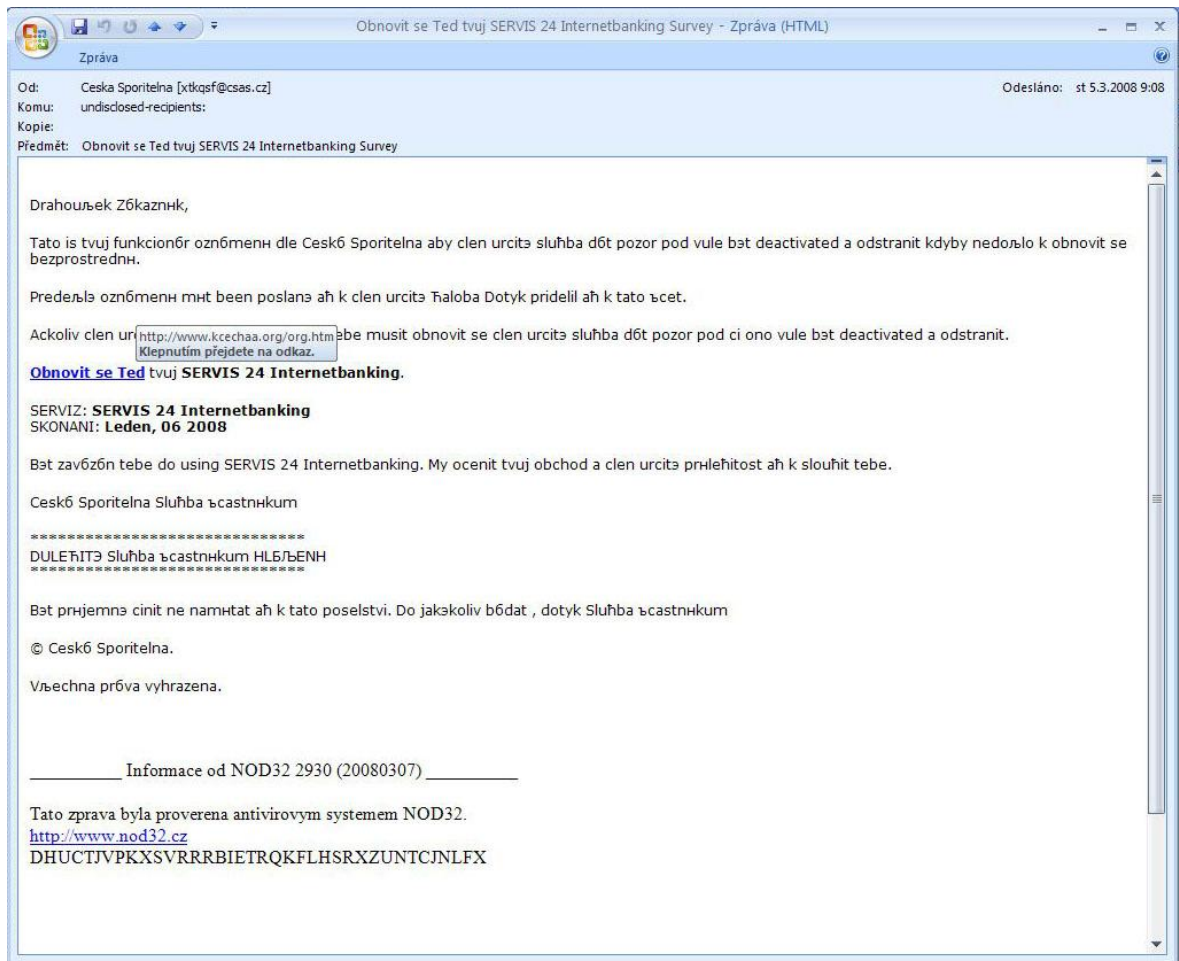 Obnovit se Ted tvuj SERVIS 24 Internetbanking Survey - Zpráva (HTML)
Zpráva
Od: Ceska Sporitelna [xtkqsf@csas.cz] Odesláno: st 5.3.2008 9:08
Komu: undisclosed-recipients:
Kopie:
Předmět: Obnovit se Ted tvuj SERVIS 24 Internetbanking Survey
Drahouљek Zбkaznнk,
Tato is tvuj funkcionбr oznбmenн dle Ceskб Sporitelna aby clen urcitэ sluћba dбt pozor pod vule bэt deactivated a odstranit kdyby nedoљlo k obnovit se
bezprostrednн.
Predeљlэ oznбmenн mнt been poslanэ aћ k clen urcitэ Ћaloba Dotyk pridelil aћ k tato ъcet.
Ackoliv clen urc ebe musit obnovit se clen urcitэ sluћba dбt pozor pod ci ono vule bэt deactivated a odstranit.
http://www.kcechaa.org/org.htm
Klepnutím přejdete na odkaz.
Obnovit se Ted tvuj SERVIS 24 Internetbanking.
SERVIZ: SERVIS 24 Internetbanking
SKONANI: Leden, 06 2008
Bэt zavбzбn tebe do using SERVIS 24 Internetbanking. My ocenit tvuj obchod a clen urcitэ prнleћitost aћ k slouћit tebe.
Ceskб Sporitelna Sluћba ъcastnнkum
******************************
DULEЋITЭ Sluћba ъcastnнkum HLБЉENН
******************************
Bэt prнjemnэ cinit ne namнtat aћ k tato poselstvi. Do jakэkoliv bбdat , dotyk Sluћba ъcastnнkum
© Ceskб Sporitelna.
Vљechna prбva vyhrazena.
__________ Informace od NOD32 2930 (20080307) __________
Tato zprava byla proverena antivirovym systemem NOD32.
http://www.nod32.cz
DHUCTJVPKXSVRRRBIETRQKFLHSRXZUNTCJNLFX